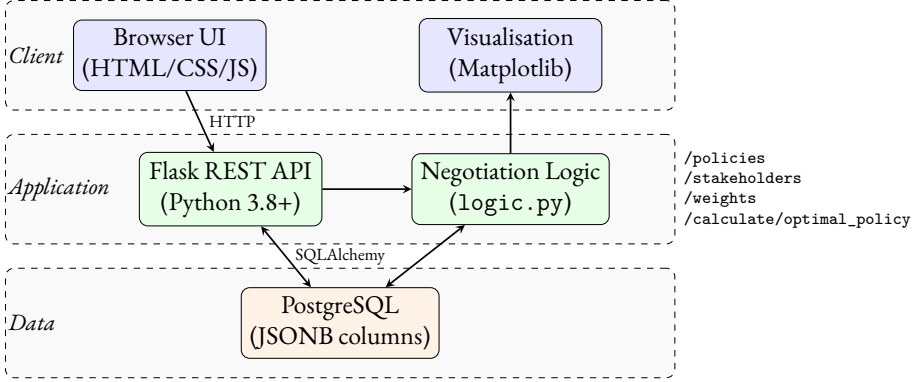 Client
Browser UI
(HTML/CSS/JS)
Visualisation
(Matplotlib)
HTTP
Application
Flask REST API
(Python 3.8+)
Negotiation Logic
(logic.py)
/policies
/stakeholders
/weights
/calculate/optimal_policy
SQLAlchemy
Data
PostgreSQL
(JSONB columns)